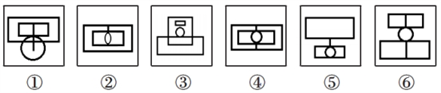 ① ② ③ ④ ⑤ ⑥